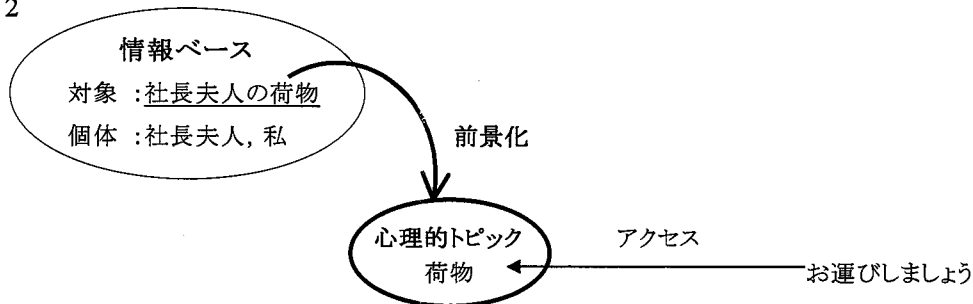 2
情報ベース
対象 :社長夫人の荷物
個体 :社長夫人, 私
前景化
心理的トピック
アクセス
荷物
お運びしましょう